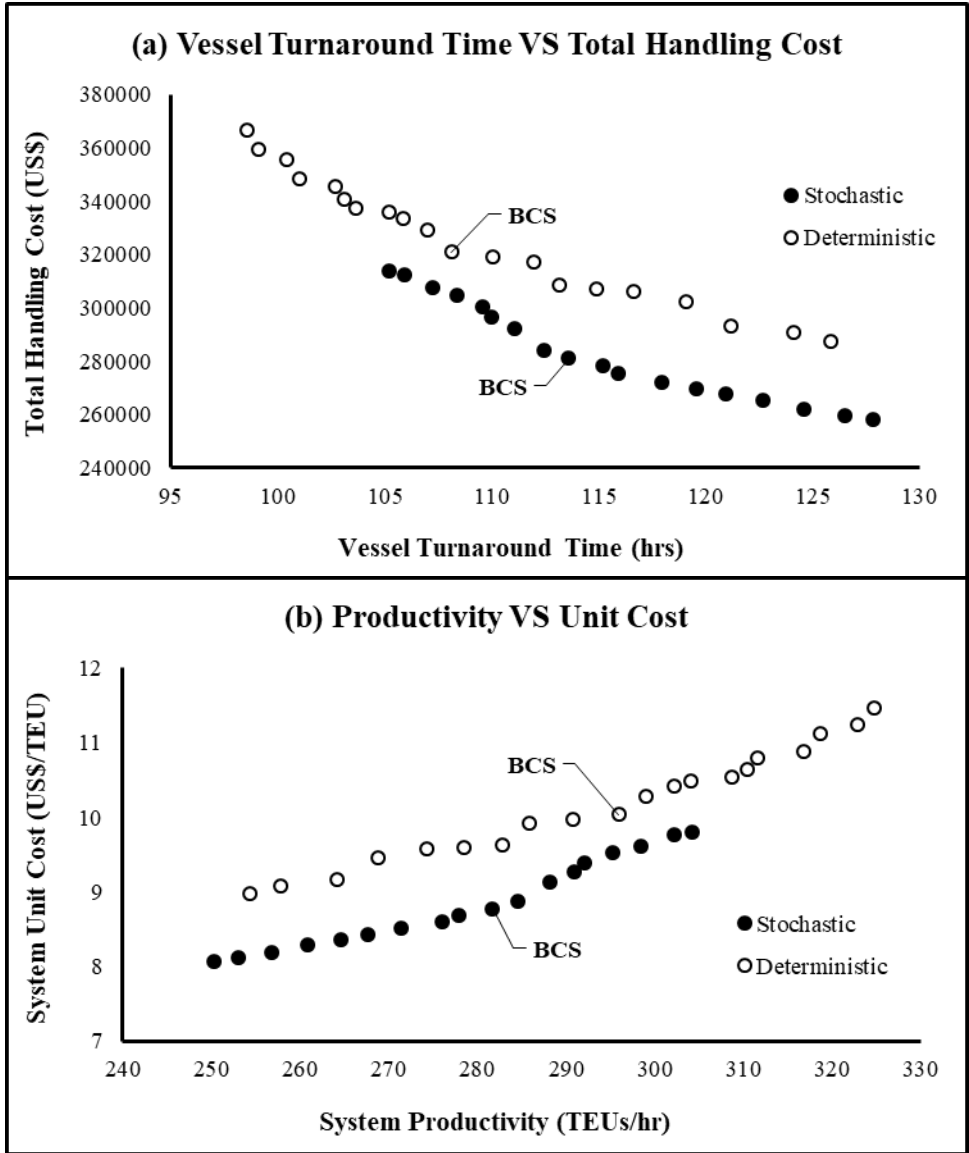 (a) Vessel Turnaround Time VS Total Handling Cost
Total Handling Cost (US$)
380000
360000
340000
320000
300000
280000
260000
240000
BCS
BCS
Stochastic
Deterministic
95
100
105
110
115
120
125
130
Vessel Turnaround Time (hrs)
(b) Productivity VS Unit Cost
System Unit Cost (US$/TEU)
12
11
10
9
8
7
BCS
BCS
Stochastic
Deterministic
240
250
260
270
280
290
300
310
320
330
System Productivity (TEUs/hr)